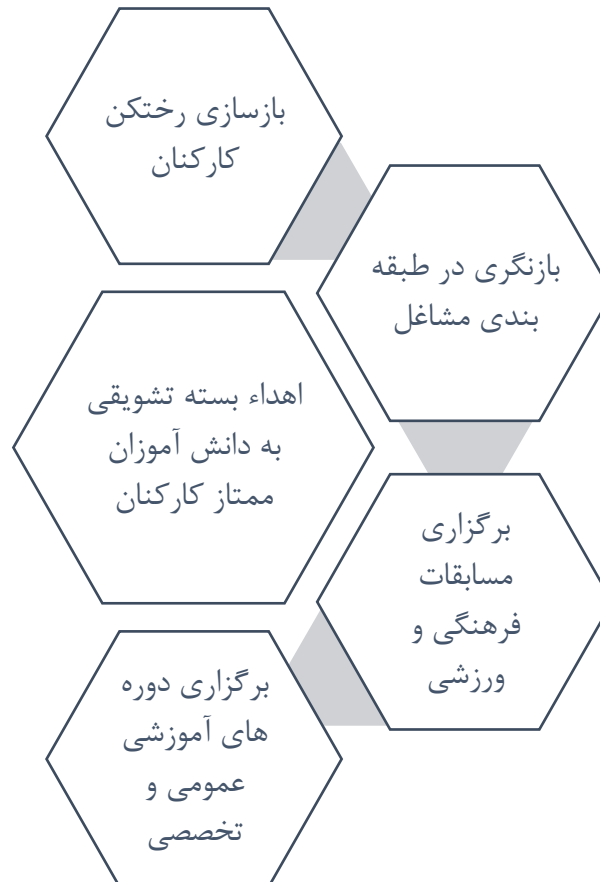 بازسازی رختکن
کارکنان
بازنگری در طبقه
بندی مشاغل
اهداء بسته تشویقی
به دانش آموزان
ممتاز کارکنان
برگزاری
مسابقات
فرهنگی و
ورزشی
برگزاری دوره
های آموزشی
عمومی و
تخصصی